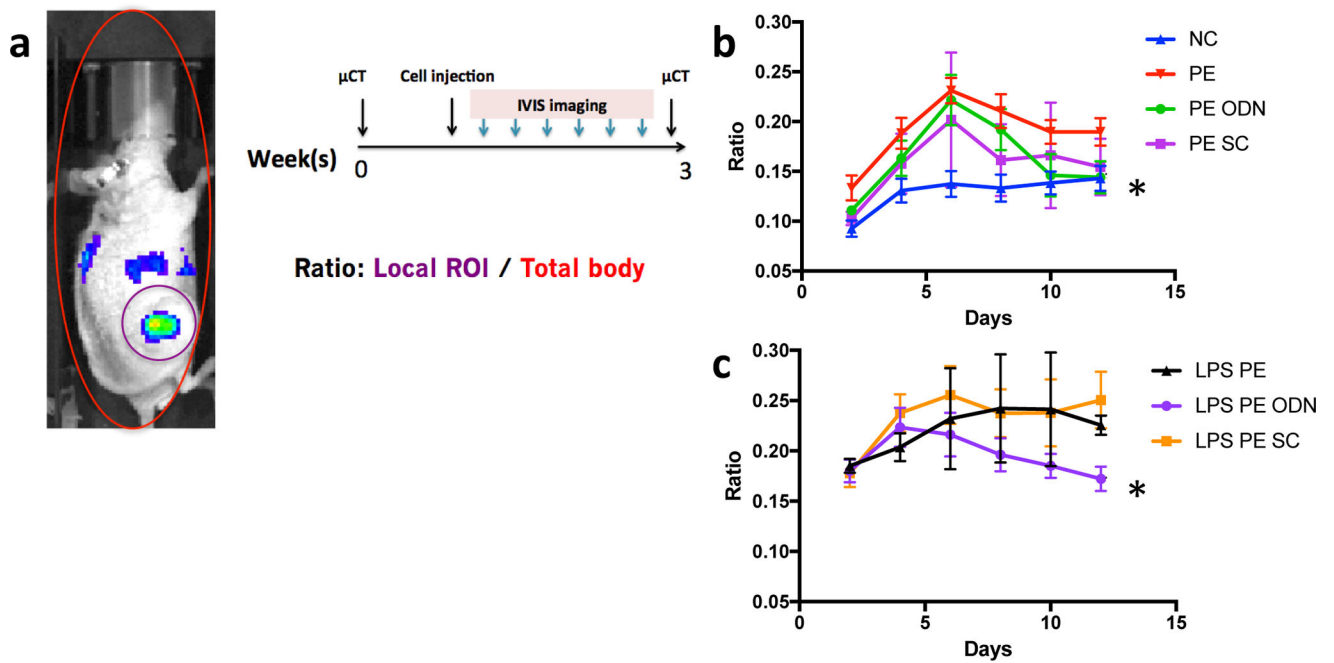 a
µCT
Cell injection
µCT
IVIS imaging
Week(s)
0
3
Ratio: Local ROI / Total body
b
0.30
0.25
0.20
0.15
0.10
0.05
Ratio
0
5
10
15
Days
NC
PE
PE ODN
PE SC
*
c
0.30
0.25
0.20
0.15
0.10
0.05
Ratio
0
5
10
15
Days
LPS PE
LPS PE ODN
LPS PE SC
*